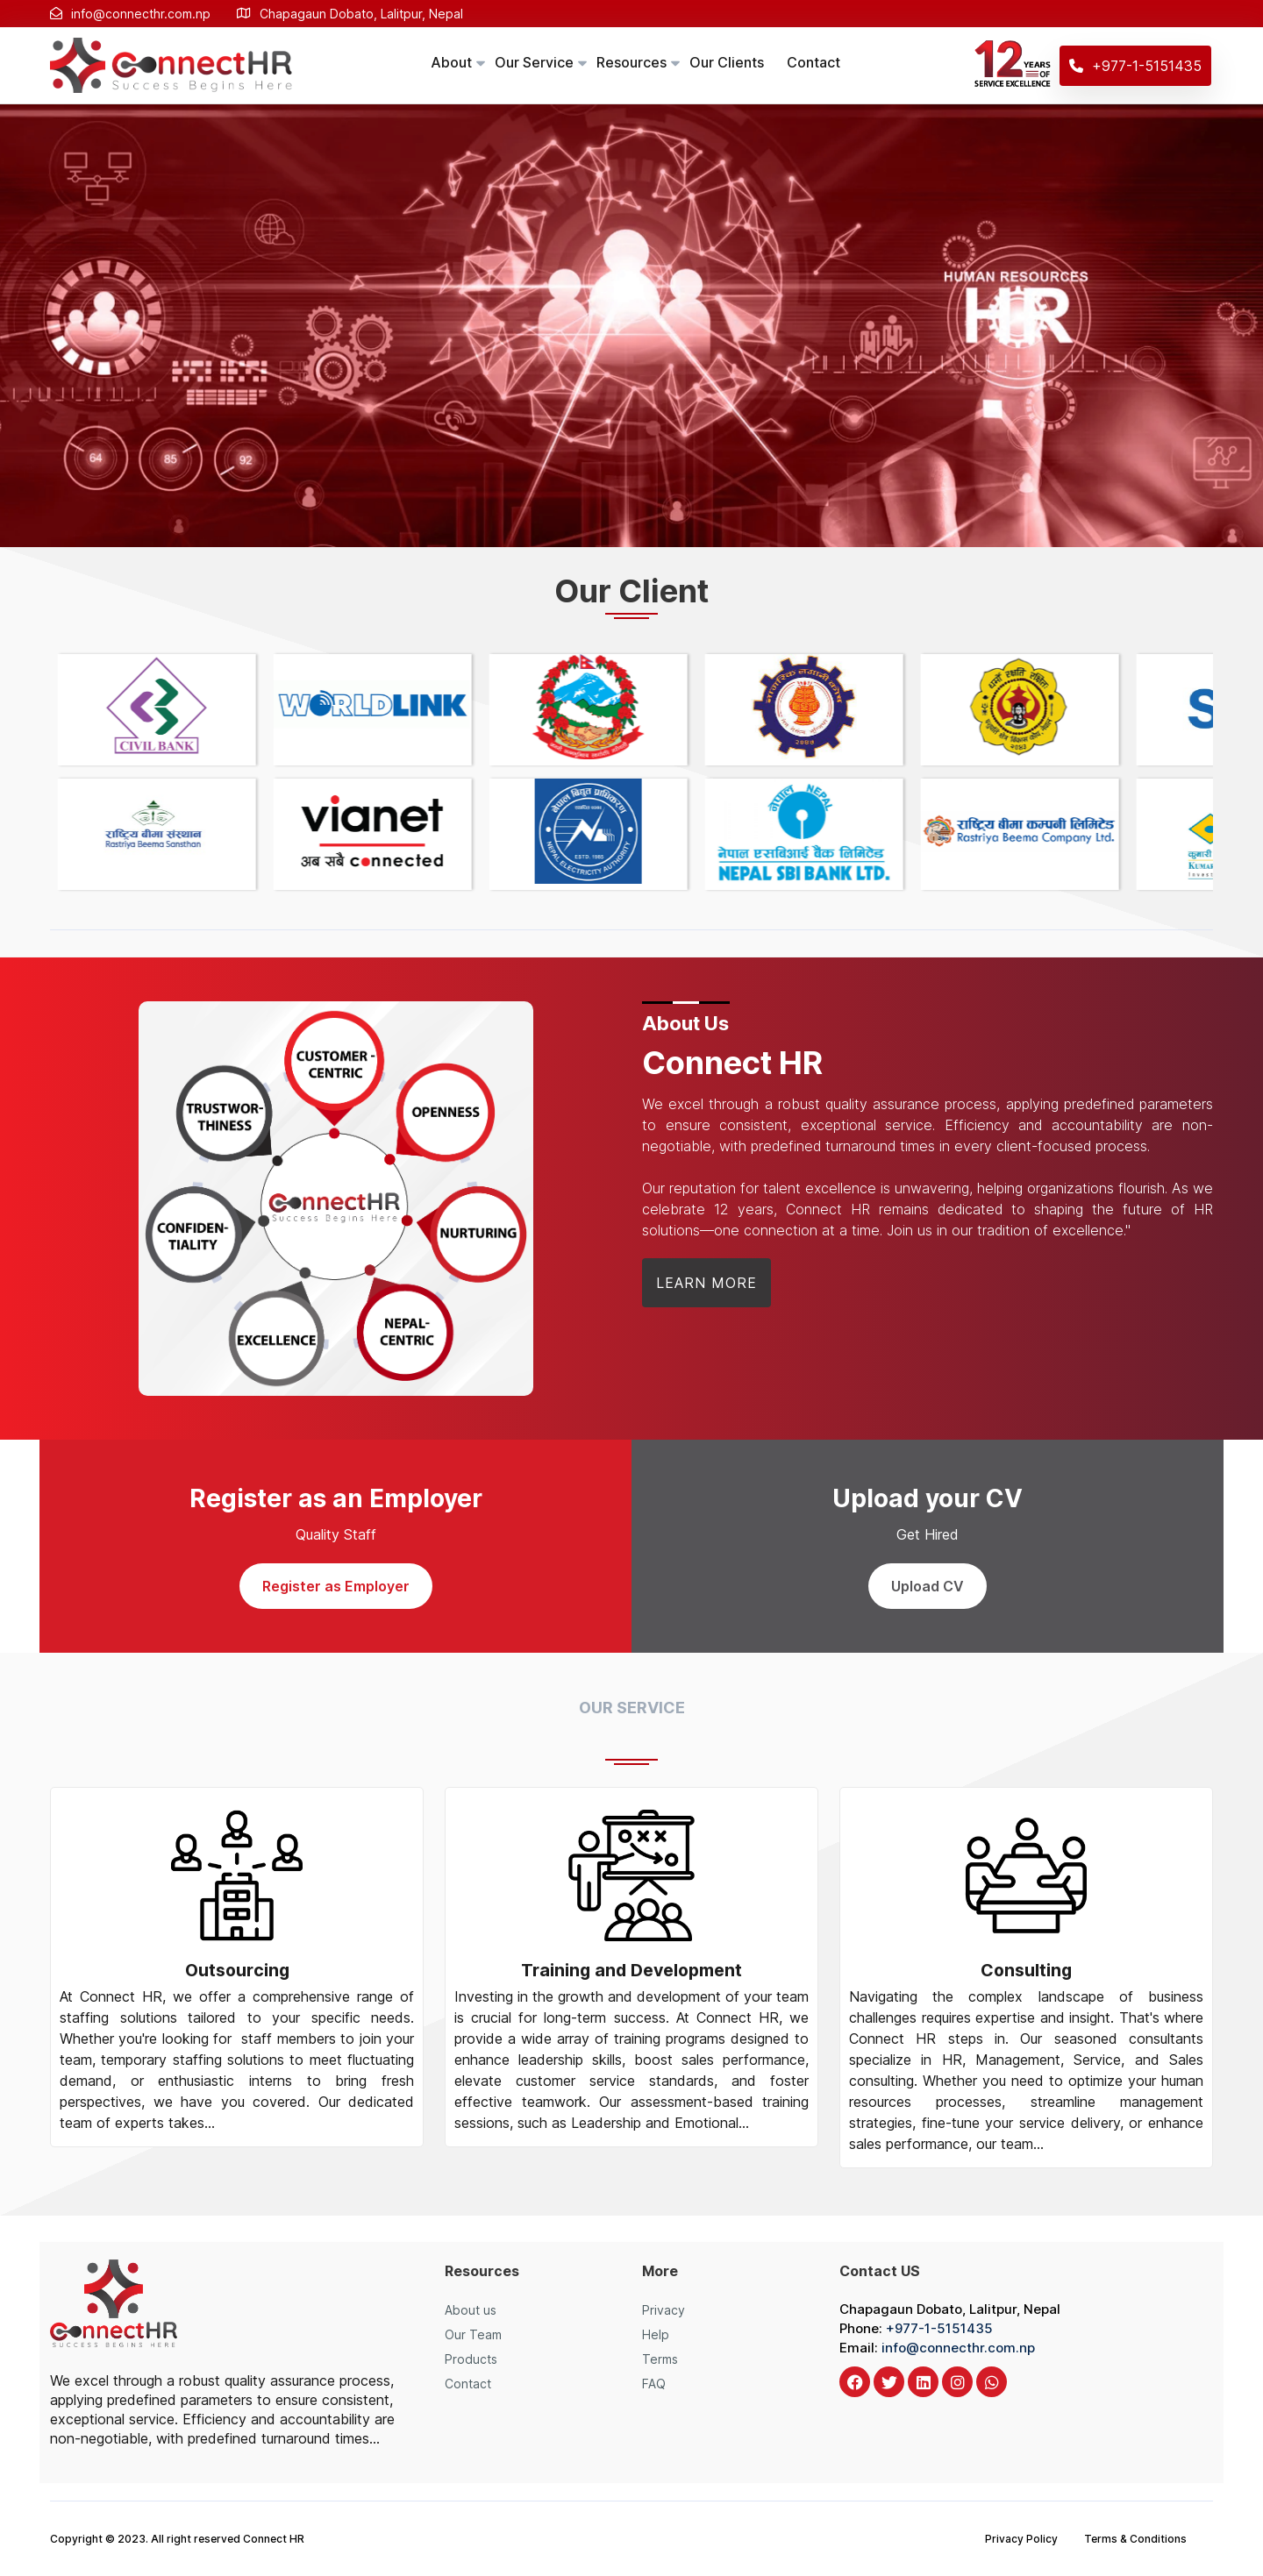 info@connecthr.com.np Chapagaun Dobato, Lalitpur, Nepal
ConnectHR
Success Begins Here
About Our Service Resources Our Clients Contact
12 YEARS OF
SERVICE EXCELLENCE
+977-1-5151435
HUMAN RESOURCES
HR
64 85 92
Our Client
CIVIL BANK
WORLDLINK
राष्ट्रिय बीमा संस्थान
Rastriya Beema Sansthan
vianet
अब सबै connected
नेपाल विद्युत प्राधिकरण
NEPAL ELECTRICITY AUTHORITY
नेपाल एसबिआई बैंक लिमिटेड
NEPAL SBI BANK LTD.
राष्ट्रिय बीमा कम्पनी लिमिटेड
Rastriya Beema Company Ltd.
CUSTOMER -
CENTRIC
OPENNESS
NURTURING
NEPAL-
CENTRIC
EXCELLENCE
CONFIDEN-
TIALITY
TRUSTWOR-
THINESS
ConnectHR
Success Begins Here
About Us
Connect HR
We excel through a robust quality assurance process, applying predefined parameters
to ensure consistent, exceptional service. Efficiency and accountability are non-
negotiable, with predefined turnaround times in every client-focused process.
Our reputation for talent excellence is unwavering, helping organizations flourish. As we
celebrate 12 years, Connect HR remains dedicated to shaping the future of HR
solutions—one connection at a time. Join us in our tradition of excellence."
LEARN MORE
Register as an Employer
Quality Staff
Register as Employer
Upload your CV
Get Hired
Upload CV
OUR SERVICE
Outsourcing
At Connect HR, we offer a comprehensive range of
staffing solutions tailored to your specific needs.
Whether you're looking for staff members to join your
team, temporary staffing solutions to meet fluctuating
demand, or enthusiastic interns to bring fresh
perspectives, we have you covered. Our dedicated
team of experts takes...
Training and Development
Investing in the growth and development of your team
is crucial for long-term success. At Connect HR, we
provide a wide array of training programs designed to
enhance leadership skills, boost sales performance,
elevate customer service standards, and foster
effective teamwork. Our assessment-based training
sessions, such as Leadership and Emotional...
Consulting
Navigating the complex landscape of business
challenges requires expertise and insight. That's where
Connect HR steps in. Our seasoned consultants
specialize in HR, Management, Service, and Sales
consulting. Whether you need to optimize your human
resources processes, streamline management
strategies, fine-tune your service delivery, or enhance
sales performance, our team...
ConnectHR
SUCCESS BEGINS HERE
We excel through a robust quality assurance process,
applying predefined parameters to ensure consistent,
exceptional service. Efficiency and accountability are
non-negotiable, with predefined turnaround times...
Resources
About us
Our Team
Products
Contact
More
Privacy
Help
Terms
FAQ
Contact US
Chapagaun Dobato, Lalitpur, Nepal
Phone: +977-1-5151435
Email: info@connecthr.com.np
Copyright © 2023. All right reserved Connect HR
Privacy Policy Terms & Conditions